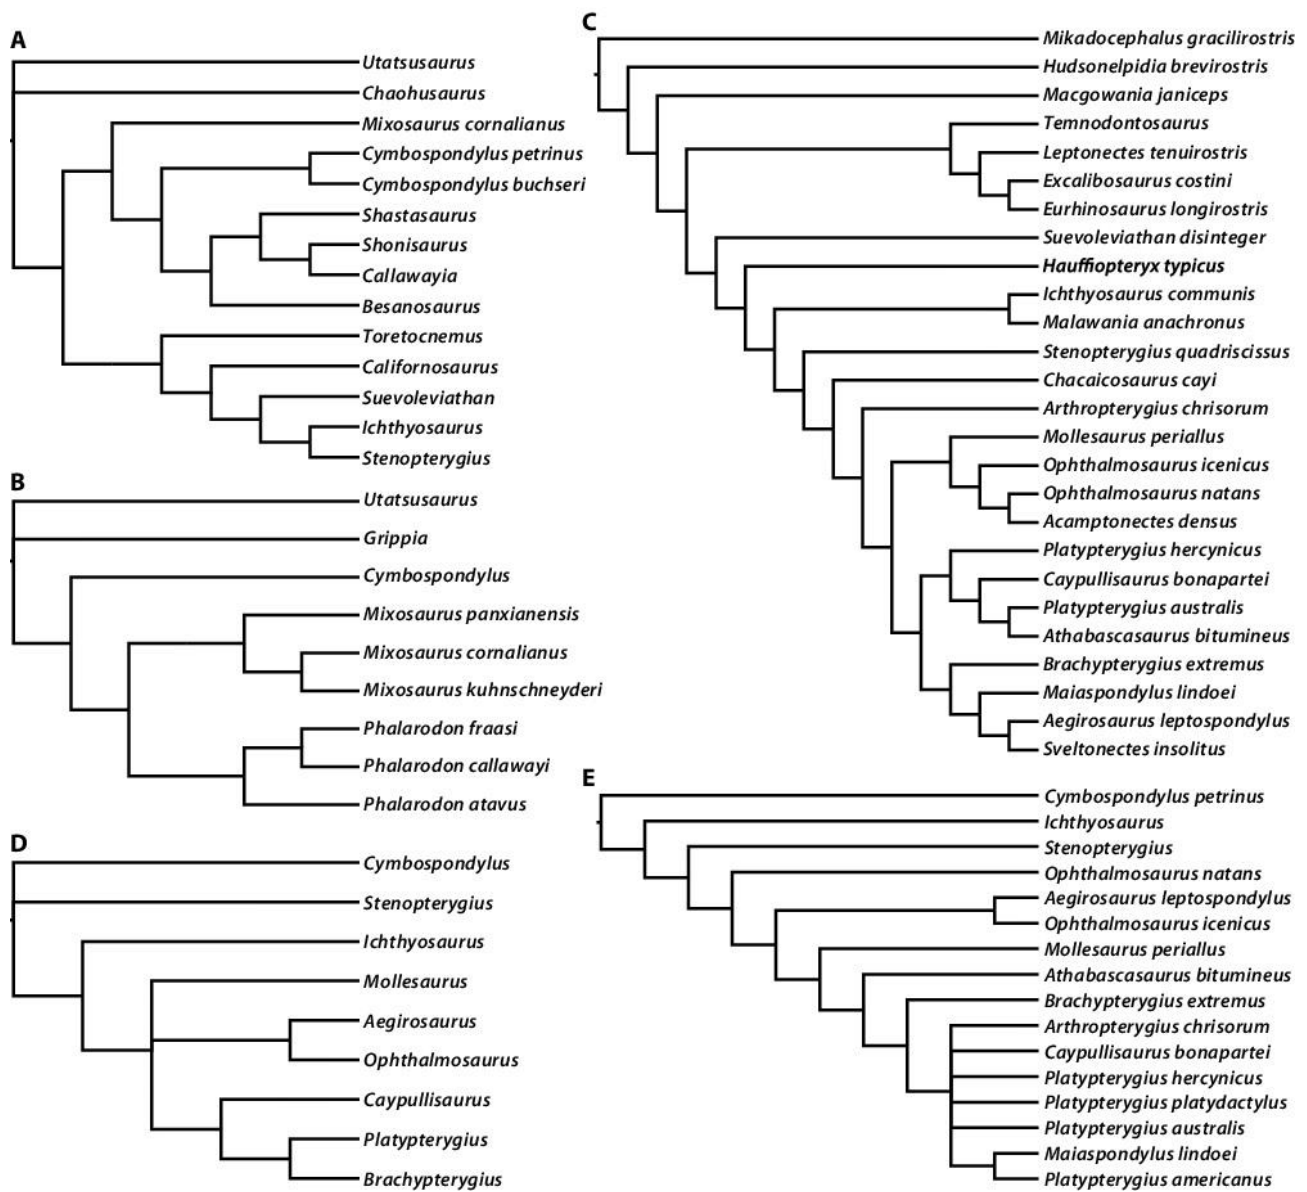 A
Utatsusaurus
Chaohusaurus
Mixosaurus cornalianus
Cymbospondylus petrinus
Cymbospondylus buchseri
Shastasaurus
Shonisaurus
Callawayia
Besanosaurus
Toretocnemus
Californosaurus
Suevoleviathan
Ichthyosaurus
Stenopterygius
B
Utatsusaurus
Grippia
Cymbospondylus
Mixosaurus panxianensis
Mixosaurus cornalianus
Mixosaurus kuhnschneyderi
Phalarodon fraasi
Phalarodon callawayi
Phalarodon atavus
C
Mikadocephalus gracilirostris
Hudsonelpidia brevirostris
Macgowania janiceps
Temnodontosaurus
Leptonectes tenuirostris
Excalibosaurus costini
Eurhinosaurus longirostris
Suevoleviathan disinteger
Hauffiopteryx typicus
Ichthyosaurus communis
Malawania anachronus
Stenopterygius quadriscissus
Chacaicosaurus cayi
Arthropterygius chrisorum
Mollesaurus periallus
Ophthalmosaurus icenicus
Ophthalmosaurus natans
Acamptonectes densus
Platypterygius hercynicus
Caypullisaurus bonapartei
Platypterygius australis
Athabascasaurus bitumineus
Brachypterygius extremus
Maiaspondylus lindoei
Aegirosaurus leptospondylus
Sveltonectes insolitus
D
Cymbospondylus
Stenopterygius
Ichthyosaurus
Mollesaurus
Aegirosaurus
Ophthalmosaurus
Caypullisaurus
Platypterygius
Brachypterygius
E
Cymbospondylus petrinus
Ichthyosaurus
Stenopterygius
Ophthalmosaurus natans
Aegirosaurus leptospondylus
Ophthalmosaurus icenicus
Mollesaurus periallus
Athabascasaurus bitumineus
Brachypterygius extremus
Arthropterygius chrisorum
Caypullisaurus bonapartei
Platypterygius hercynicus
Platypterygius platydactylus
Platypterygius australis
Maiaspondylus lindoei
Platypterygius americanus